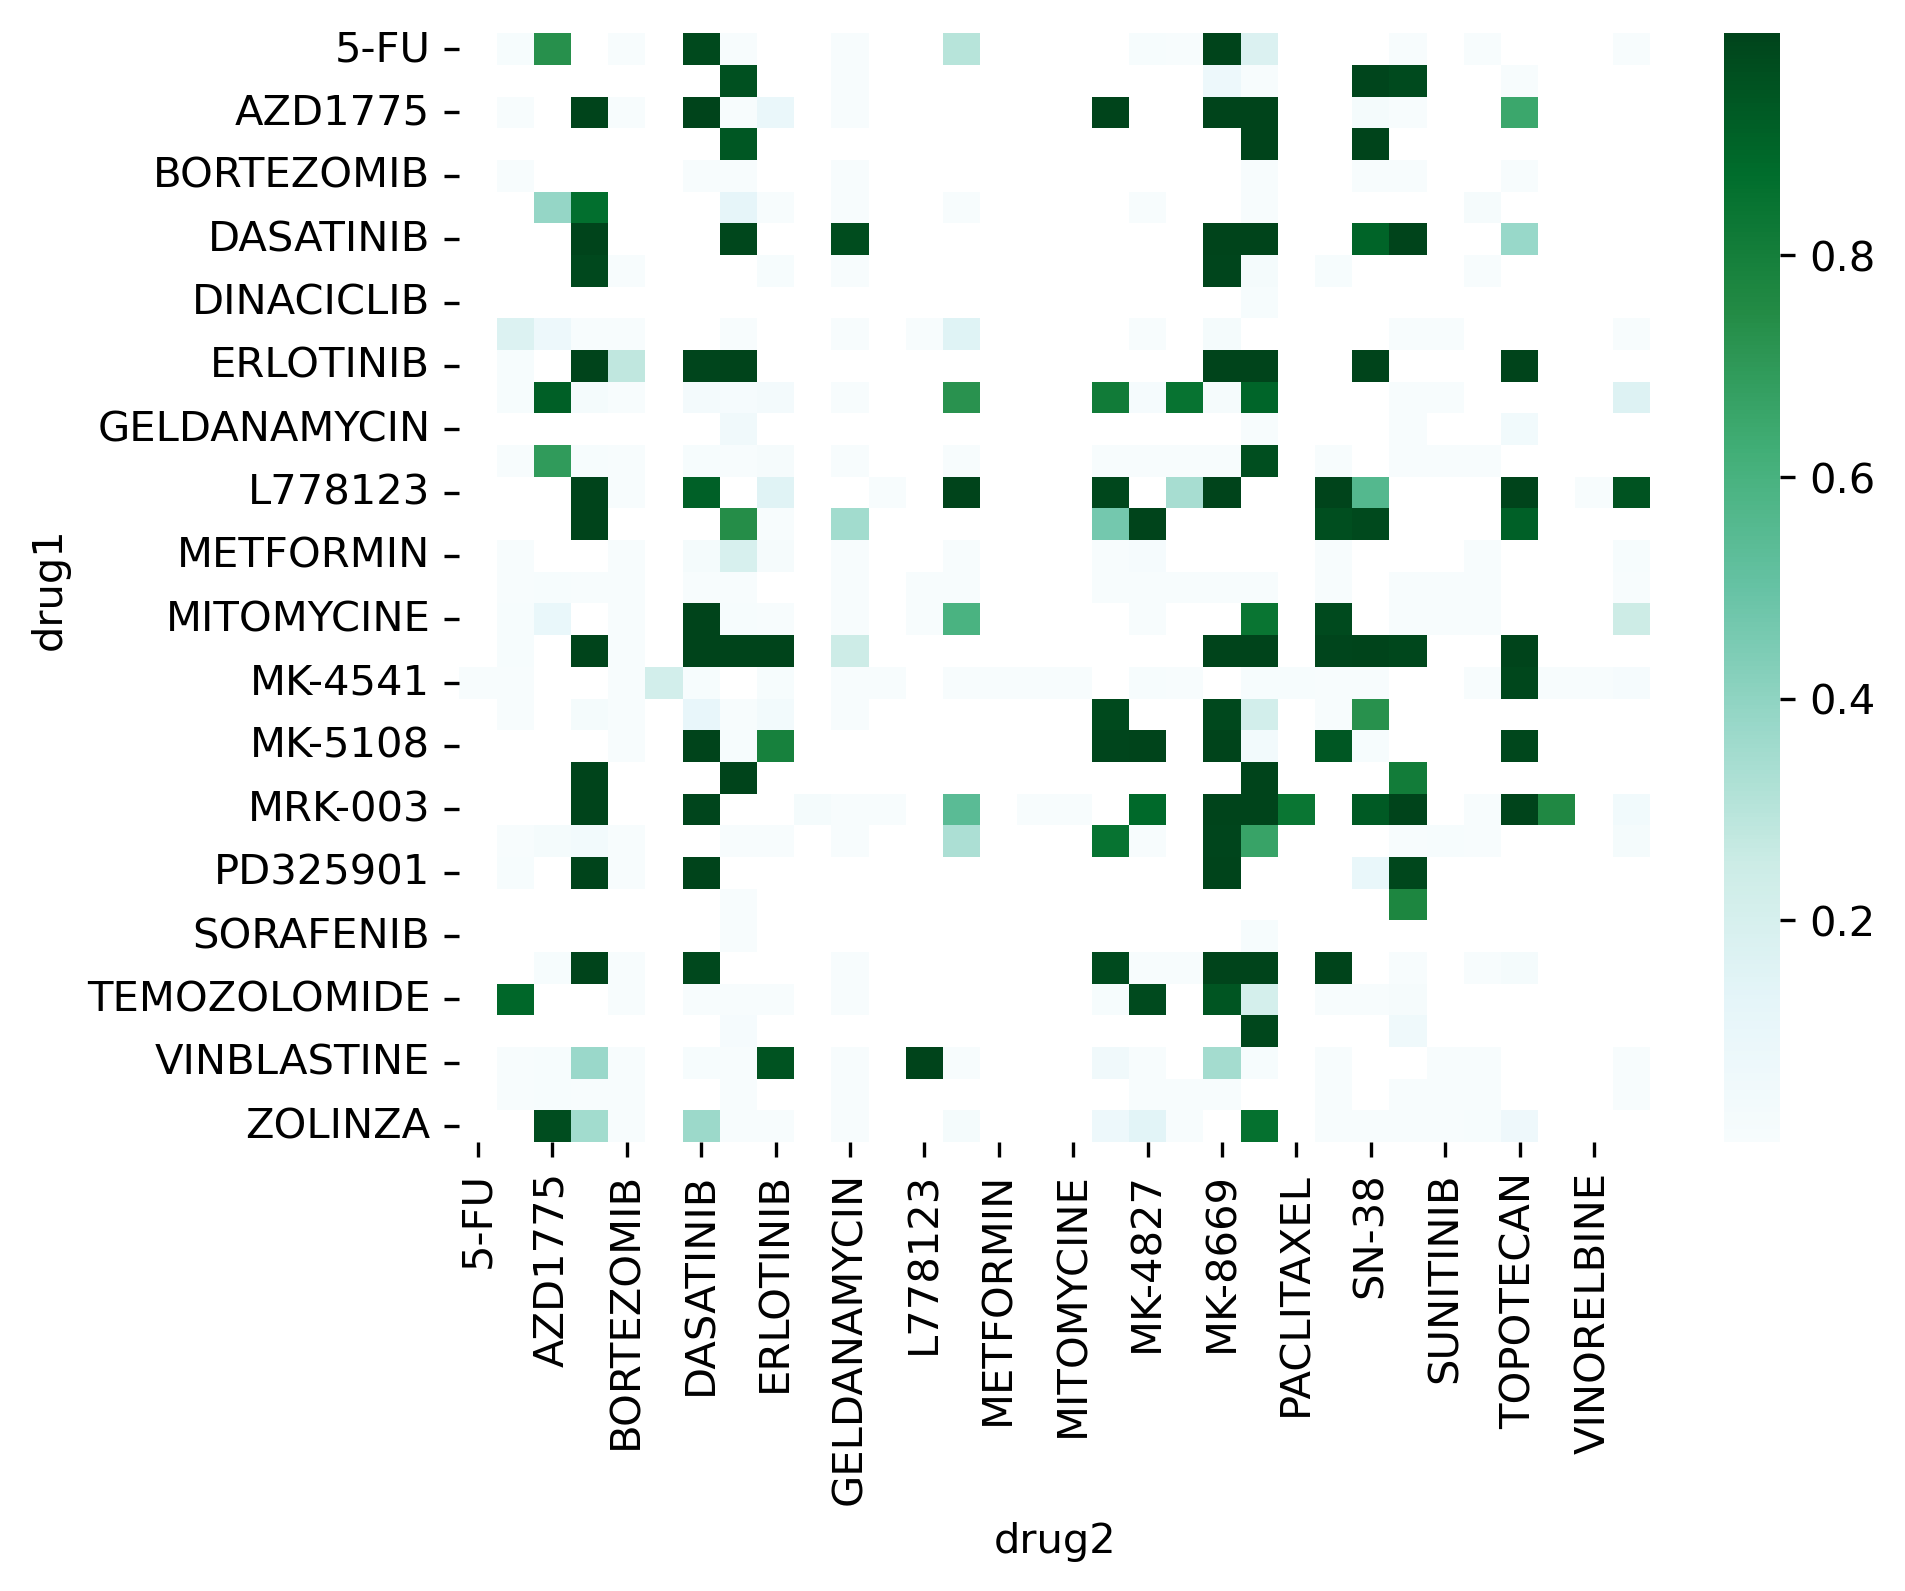 drug1
5-FU
AZD1775
BORTEZOMIB
DASATINIB
DINACICLIB
ERLOTINIB
GELDANAMYCIN
L778123
METFORMIN
MITOMYCINE
MK-4541
MK-5108
MRK-003
PD325901
SORAFENIB
TEMOZOLOMIDE
VINBLASTINE
ZOLINZA
5-FU
AZD1775
BORTEZOMIB
DASATINIB
ERLOTINIB
GELDANAMYCIN
L778123
METFORMIN
MITOMYCINE
MK-4827
MK-8669
PACLITAXEL
SN-38
SUNITINIB
TOPOTECAN
VINORELBINE
drug2
0.8
0.6
0.4
0.2